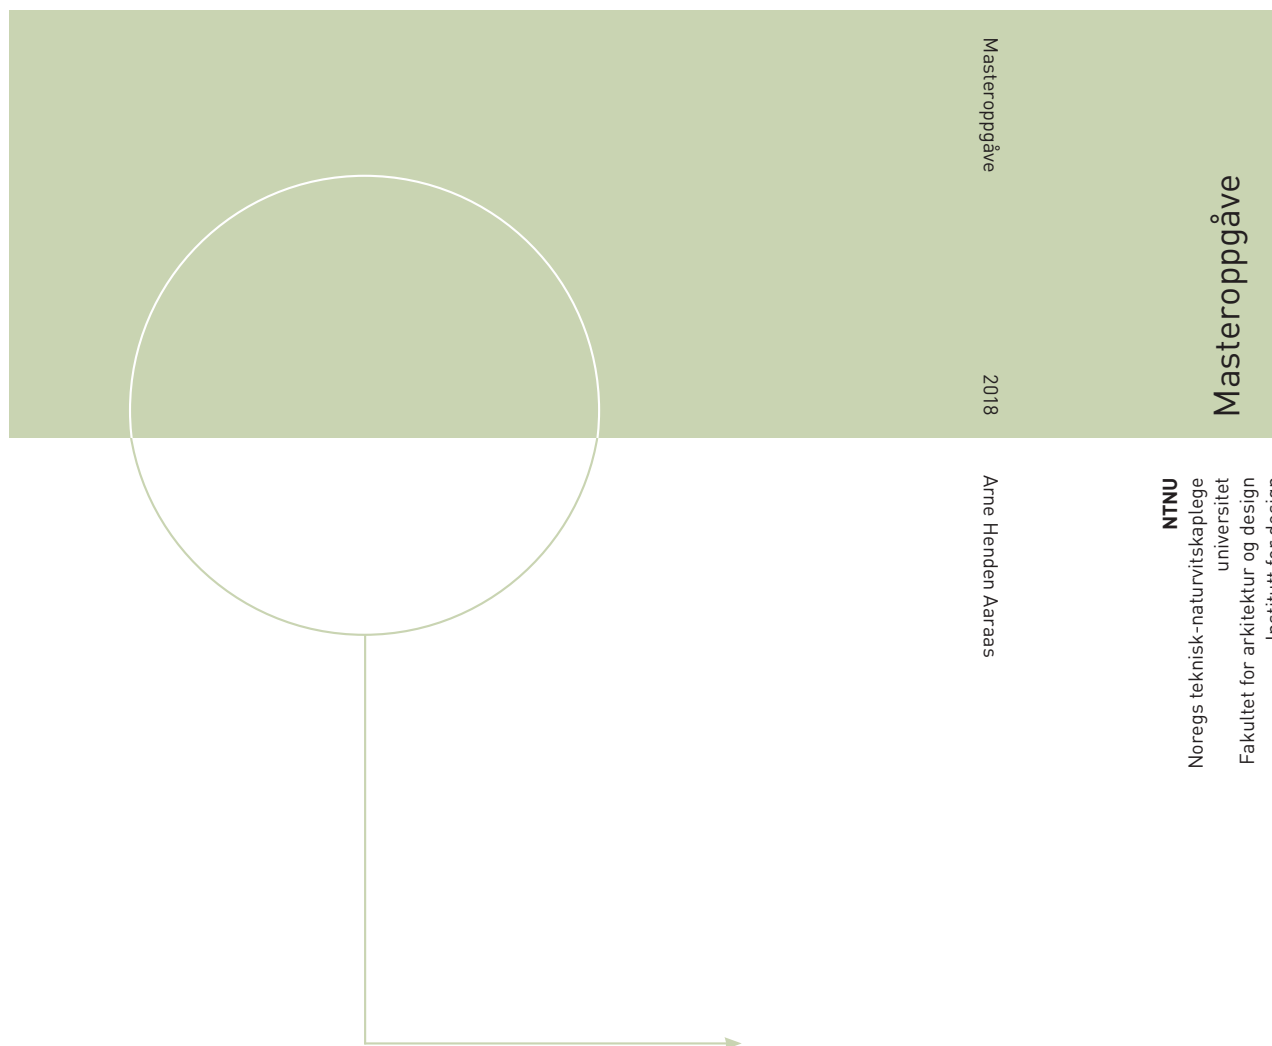 Masteroppgåve
2018
Arne Henden Aaraas
Masteroppgåve
NTNU
Noregs teknisk-naturvitskaplege
universitet
Fakultet for arkitektur og design